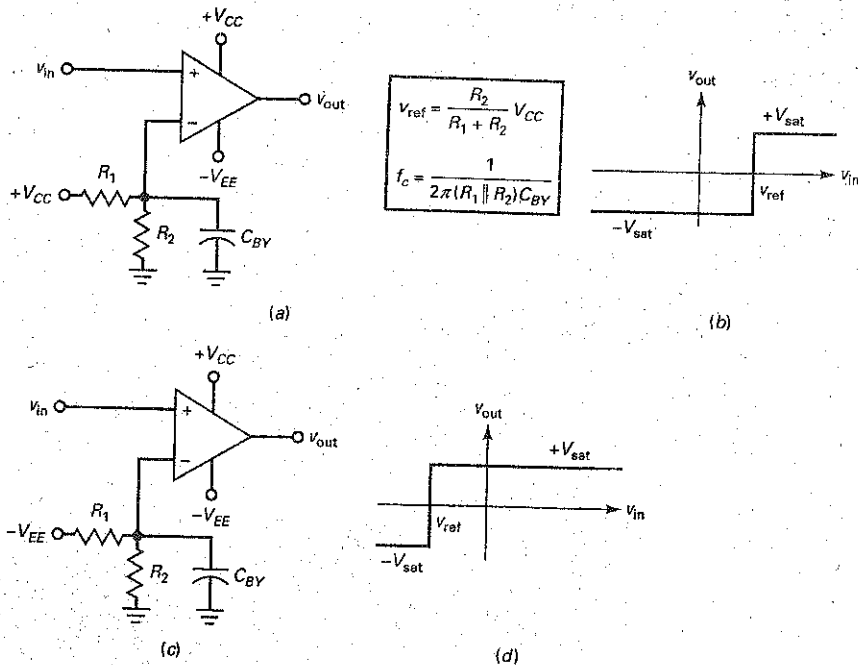 +V_CC
v_in
+
−
v_out
−V_EE
+V_CC
R_1
R_2
C_BY
(a)
v_ref = R_2 / (R_1 + R_2) V_CC
f_c = 1 / (2π(R_1 ∥ R_2)C_BY)
v_out
+V_sat
v_in
v_ref
−V_sat
(b)
+V_CC
v_in
+
−
v_out
−V_EE
−V_EE
R_1
R_2
C_BY
(c)
v_out
+V_sat
v_in
v_ref
−V_sat
(d)